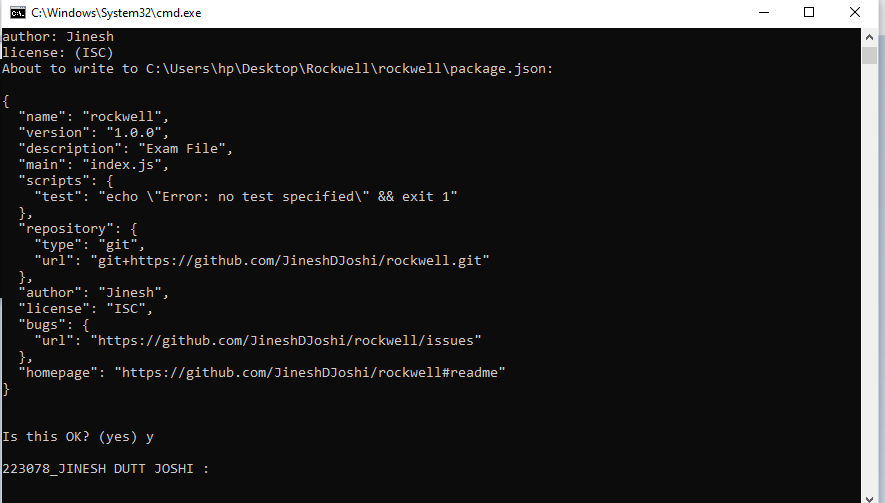 C:\Windows\System32\cmd.exe
author: Jinesh
license: (ISC)
About to write to C:\Users\hp\Desktop\Rockwell\rockwell\package.json:
{
  "name": "rockwell",
  "version": "1.0.0",
  "description": "Exam File",
  "main": "index.js",
  "scripts": {
    "test": "echo \"Error: no test specified\" && exit 1"
  },
  "repository": {
    "type": "git",
    "url": "git+https://github.com/JineshDJoshi/rockwell.git"
  },
  "author": "Jinesh",
  "license": "ISC",
  "bugs": {
    "url": "https://github.com/JineshDJoshi/rockwell/issues"
  },
  "homepage": "https://github.com/JineshDJoshi/rockwell#readme"
}
Is this OK? (yes) y
223078_JINESH DUTT JOSHI :